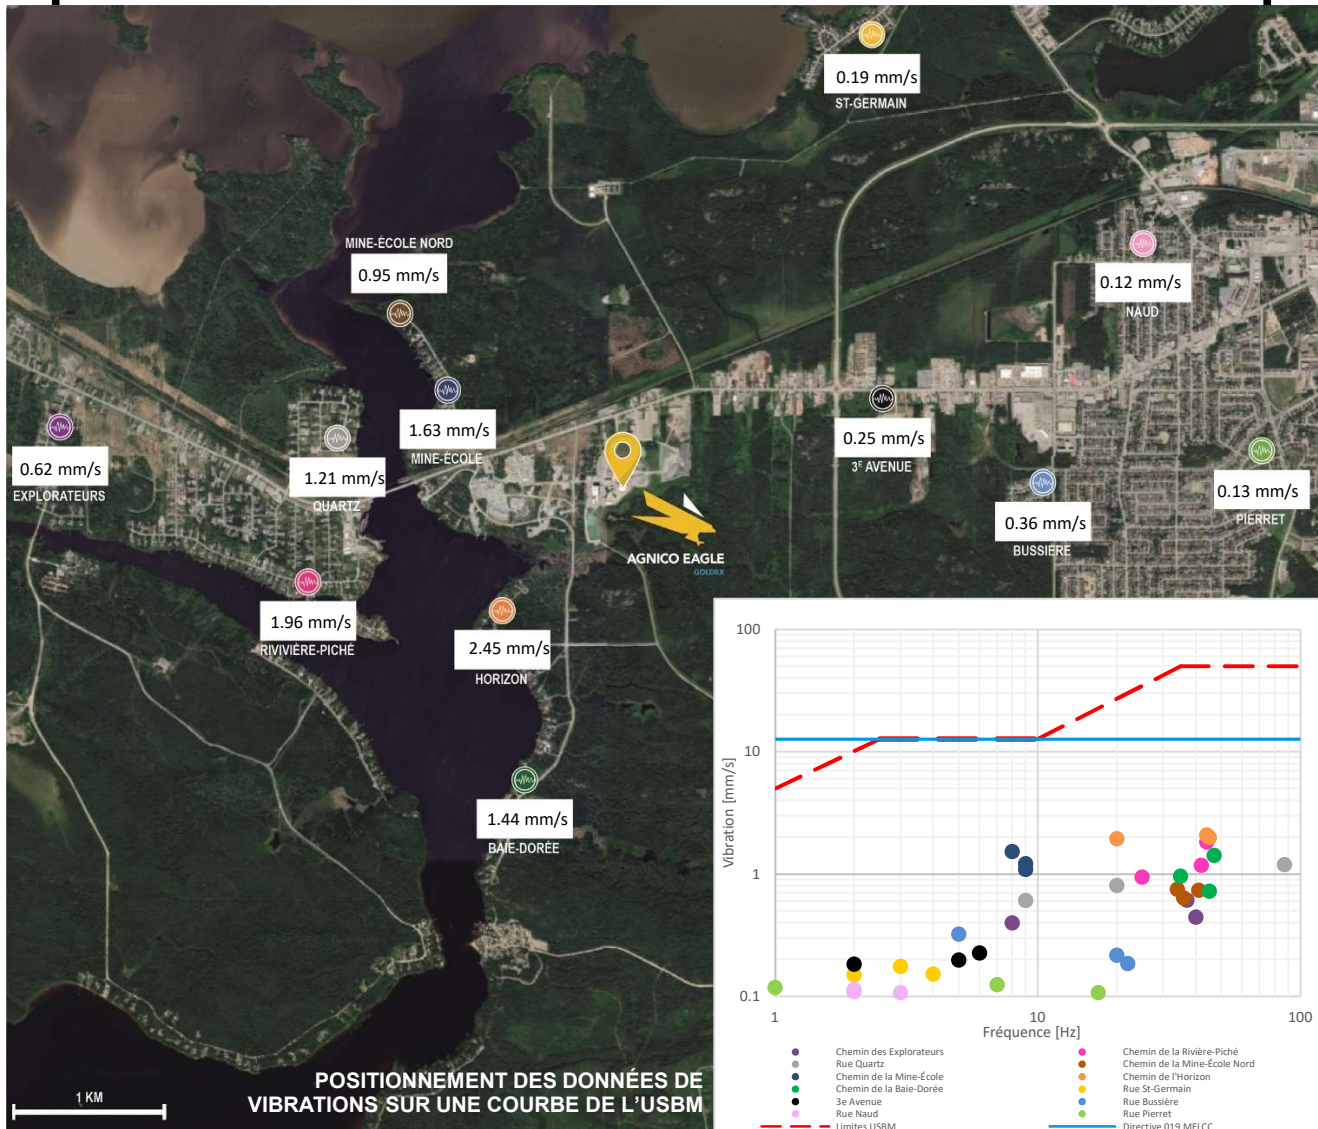 0.19 mm/s
ST-GERMAIN
MINE-ÉCOLE NORD
0.95 mm/s
0.12 mm/s
NAUD
1.63 mm/s
MINE-ÉCOLE
0.62 mm/s
EXPLORATEURS
1.21 mm/s
QUARTZ
0.25 mm/s
3E AVENUE
0.36 mm/s
BUSSIÈRE
0.13 mm/s
PIERRET
AGNICO EAGLE
GOLDEX
1.96 mm/s
RIVIVIÈRE-PICHÉ
2.45 mm/s
HORIZON
1.44 mm/s
BAIE-DORÉE
POSITIONNEMENT DES DONNÉES DE
VIBRATIONS SUR UNE COURBE DE L'USBM
1 KM
100
10
1
0.1
Vibration [mm/s]
1
10
100
Fréquence [Hz]
Chemin des Explorateurs
Chemin de la Rivière-Piché
Rue Quartz
Chemin de la Mine-École Nord
Chemin de la Mine-École
Chemin de l'Horizon
Chemin de la Baie-Dorée
Rue St-Germain
3e Avenue
Rue Bussière
Rue Naud
Rue Pierret
Limites USBM
Directive 019 MELCC